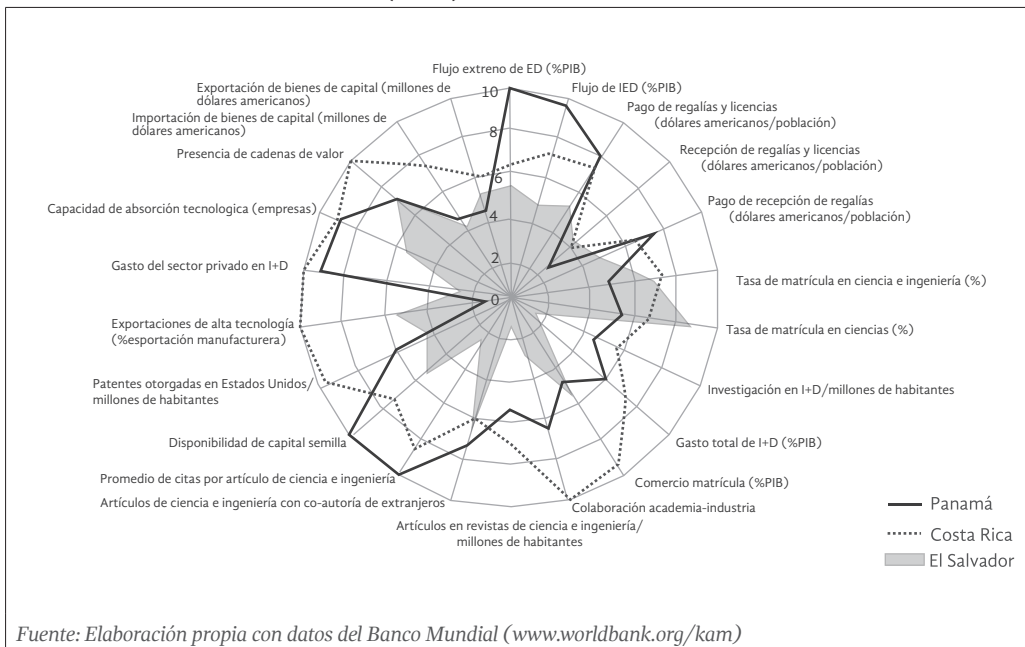 Flujo extreno de ED (%PIB)
Flujo de IED (%PIB)
Pago de regalías y licencias
(dólares americanos/población)
Recepción de regalías y licencias
(dólares americanos/población)
Pago de recepción de regalías
(dólares americanos/población)
Tasa de matrícula en ciencia e ingeniería (%)
Tasa de matrícula en ciencias (%)
Investigación en I+D/millones de habitantes
Gasto total de I+D (%PIB)
Comercio matrícula (%PIB)
Colaboración academia-industria
Artículos en revistas de ciencia e ingeniería/
millones de habitantes
Artículos de ciencia e ingeniería con co-autoría de extranjeros
Promedio de citas por artículo de ciencia e ingeniería
Disponibilidad de capital semilla
Patentes otorgadas en Estados Unidos/
millones de habitantes
Exportaciones de alta tecnología
(%esportación manufacturera)
Gasto del sector privado en I+D
Capacidad de absorción tecnologica (empresas)
Presencia de cadenas de valor
Importación de bienes de capital (millones de
dólares americanos)
Exportación de bienes de capital (millones de
dólares americanos)
10
8
6
4
2
0
Panamá
Costa Rica
El Salvador
Fuente: Elaboración propia con datos del Banco Mundial (www.worldbank.org/kam)